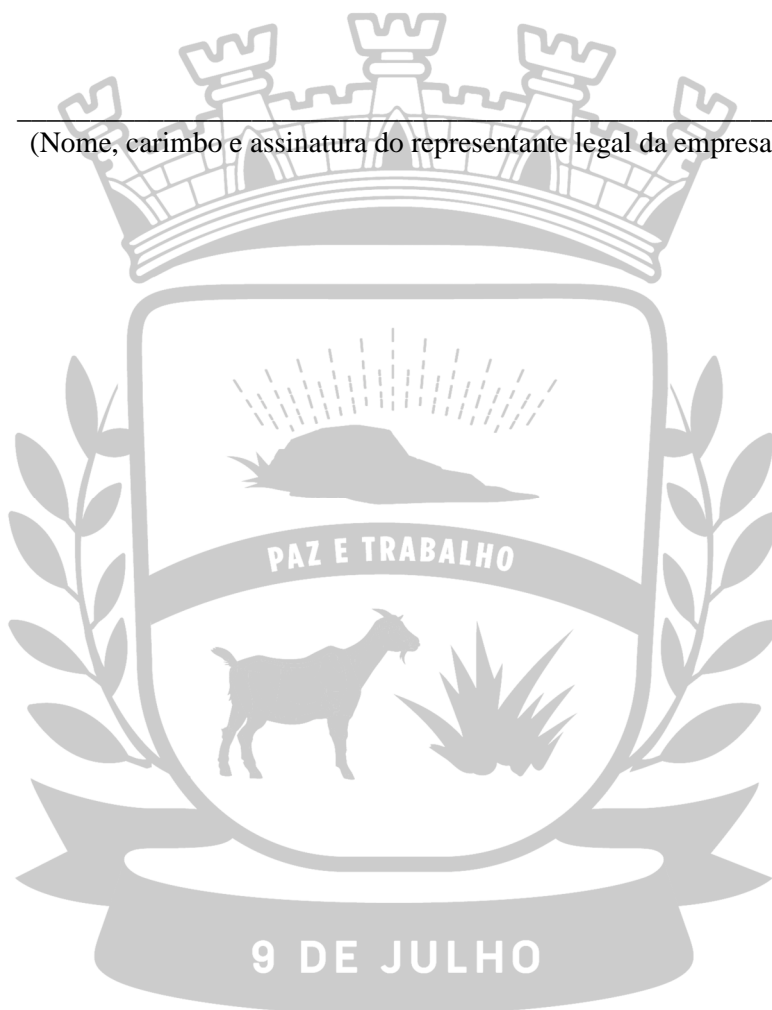 (Nome, carimbo e assinatura do representante legal da empresa
PAZ E TRABALHO
9 DE JULHO